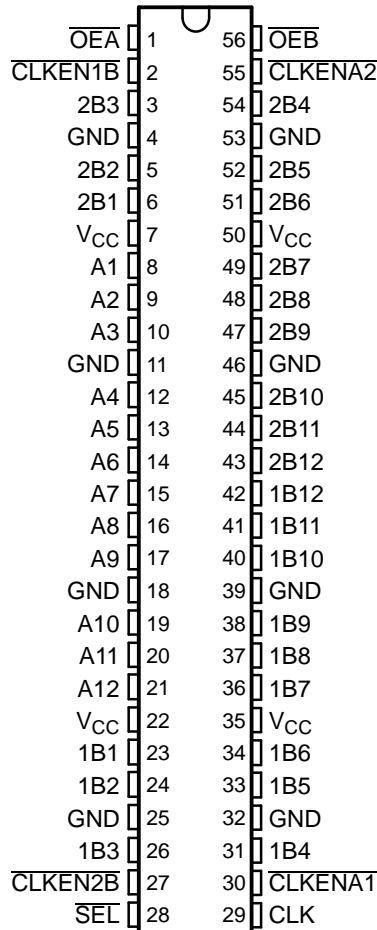 OEA 1 56 OEB
CLKEN1B 2 55 CLKENA2
2B3 3 54 2B4
GND 4 53 GND
2B2 5 52 2B5
2B1 6 51 2B6
VCC 7 50 VCC
A1 8 49 2B7
A2 9 48 2B8
A3 10 47 2B9
GND 11 46 GND
A4 12 45 2B10
A5 13 44 2B11
A6 14 43 2B12
A7 15 42 1B12
A8 16 41 1B11
A9 17 40 1B10
GND 18 39 GND
A10 19 38 1B9
A11 20 37 1B8
A12 21 36 1B7
VCC 22 35 VCC
1B1 23 34 1B6
1B2 24 33 1B5
GND 25 32 GND
1B3 26 31 1B4
CLKEN2B 27 30 CLKENA1
SEL 28 29 CLK